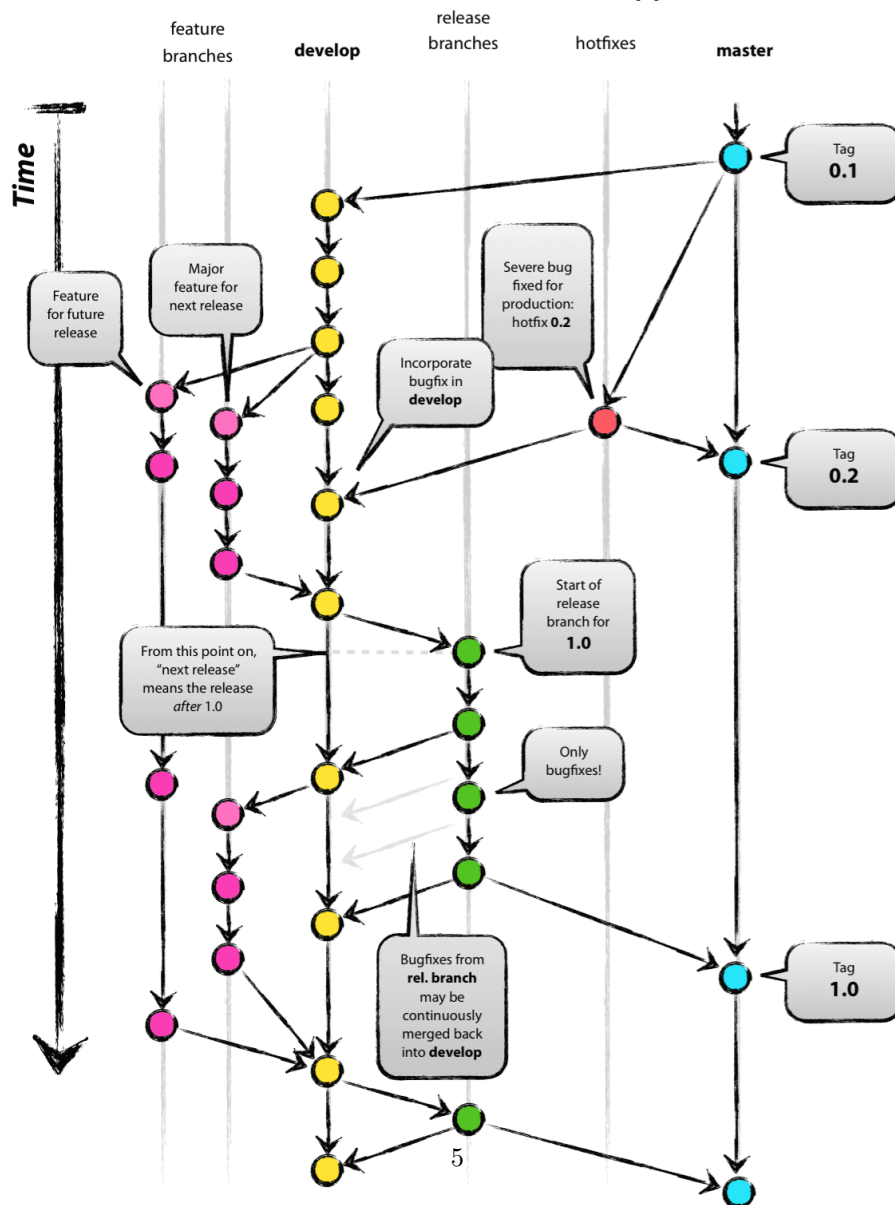 feature
branches
develop
release
branches
hotfixes
master
Time
Tag
0.1
Feature
for future
release
Major
feature for
next release
Severe bug
fixed for
production:
hotfix 0.2
Incorporate
bugfix in
develop
Tag
0.2
Start of
release
branch for
1.0
From this point on,
“next release”
means the release
after 1.0
Only
bugfixes!
Bugfixes from
rel. branch
may be
continuously
merged back
into develop
Tag
1.0
5